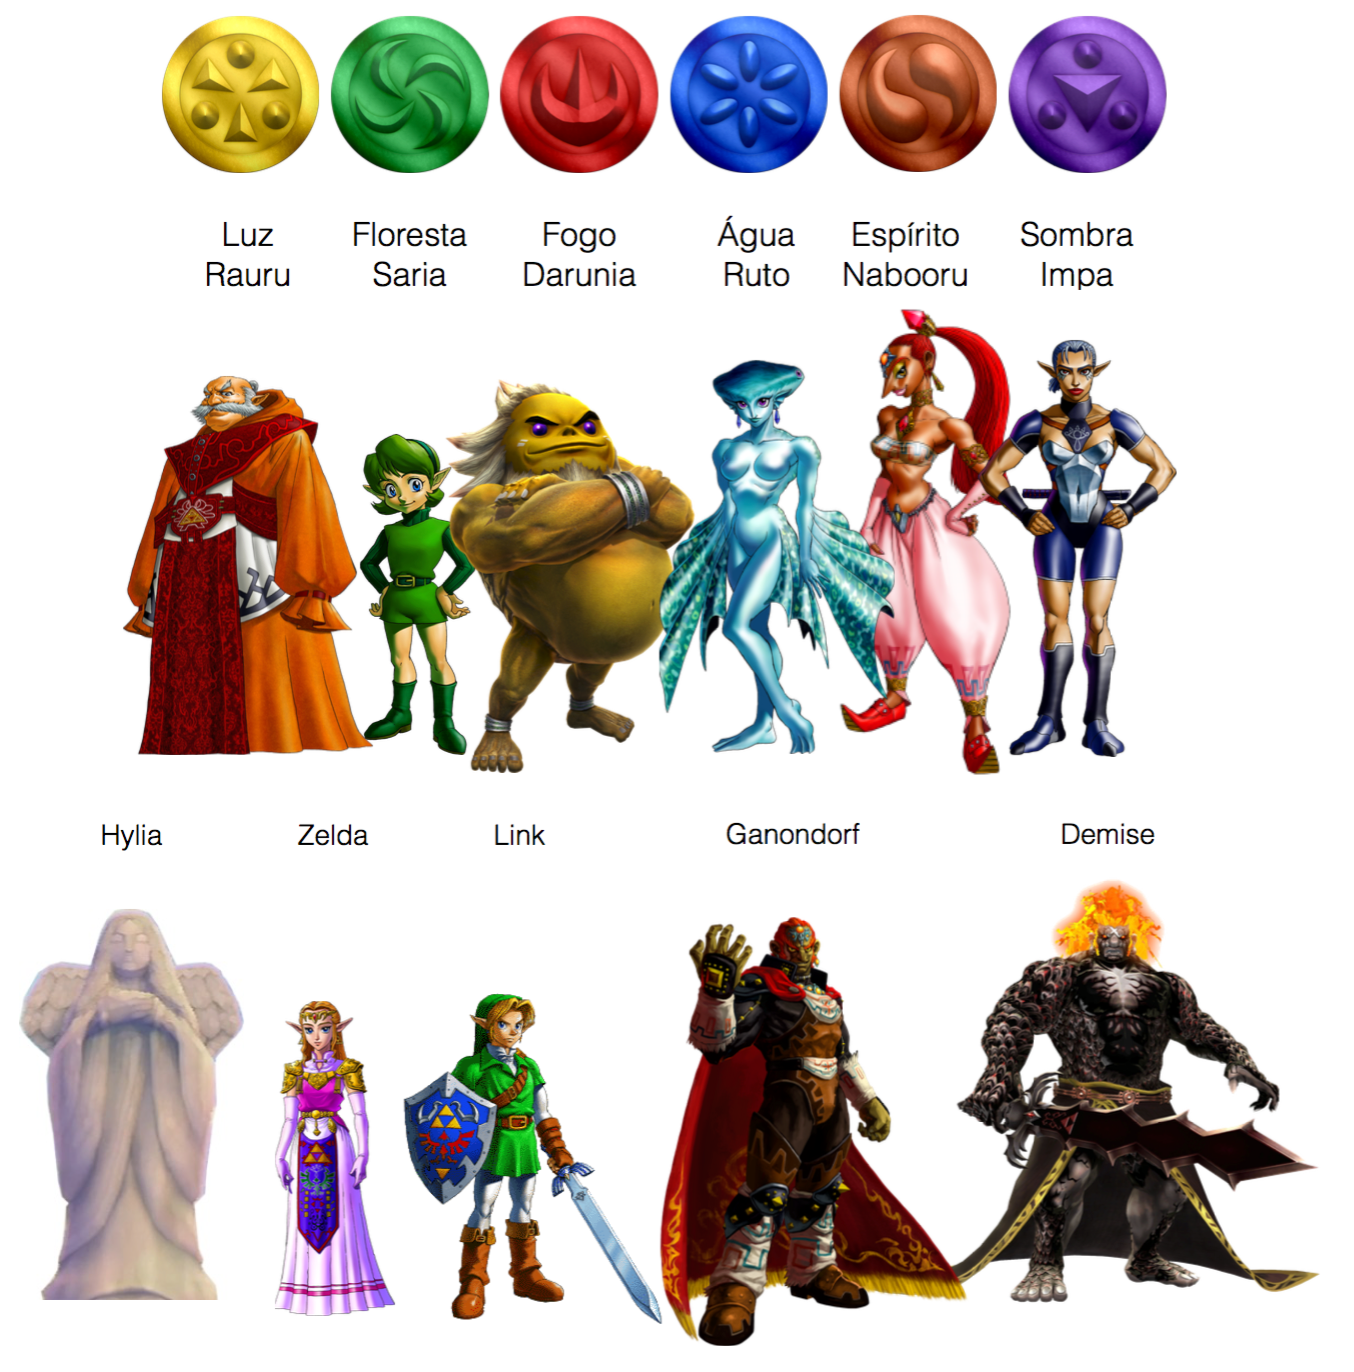 Luz
Rauru
Floresta
Saria
Fogo
Darunia
Água
Ruto
Espírito
Nabooru
Sombra
Impa
Hylia
Zelda
Link
Ganondorf
Demise